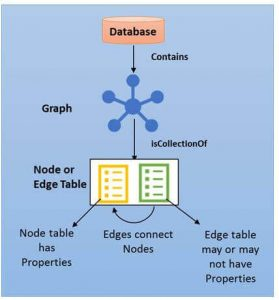 Database
Contains
Graph
isCollectionOf
Node or
Edge Table
Node table
has
Properties
Edges connect
Nodes
Edge table
may or may
not have
Properties